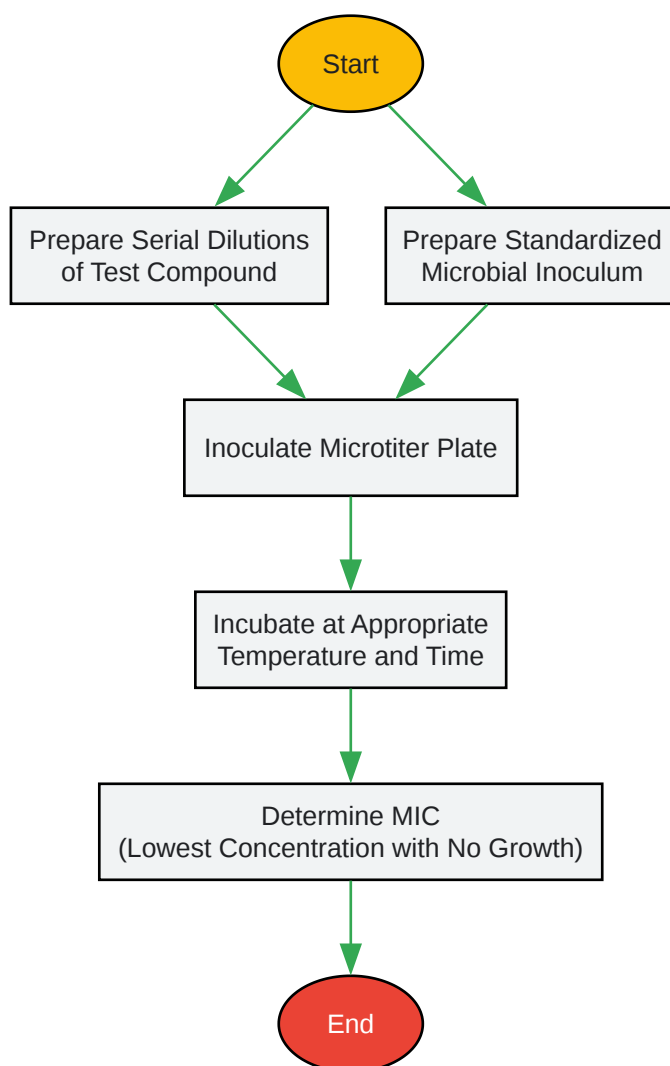 Start
Prepare Serial Dilutions
of Test Compound
Prepare Standardized
Microbial Inoculum
Inoculate Microtiter Plate
Incubate at Appropriate
Temperature and Time
Determine MIC
(Lowest Concentration with No Growth)
End